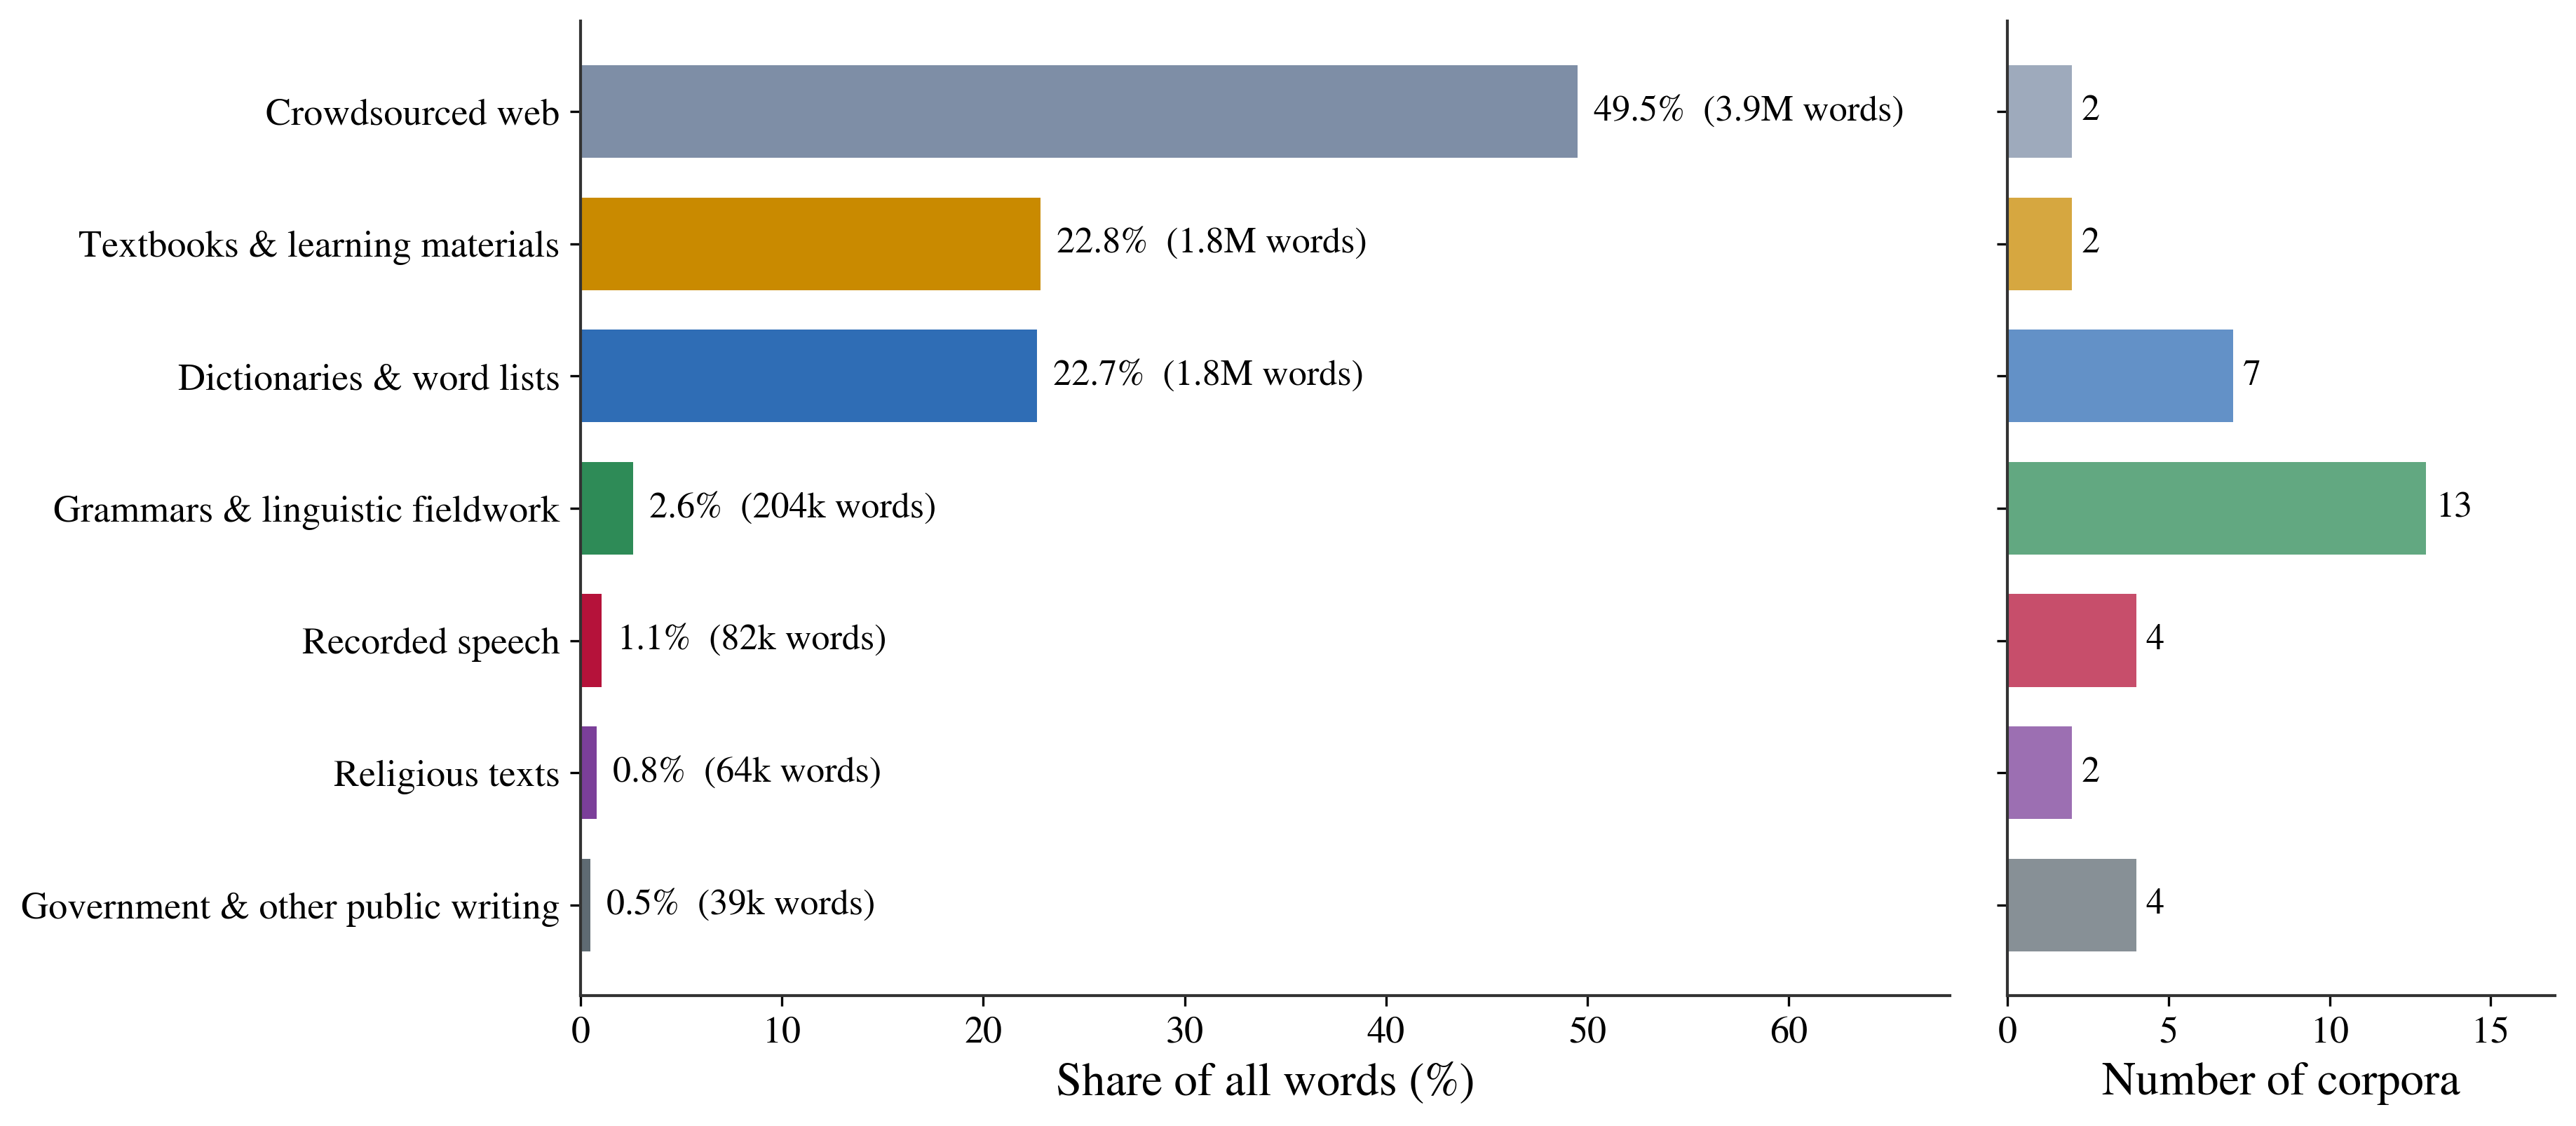 Crowdsourced web 49.5% (3.9M words) 2
Textbooks & learning materials 22.8% (1.8M words) 2
Dictionaries & word lists 22.7% (1.8M words) 7
Grammars & linguistic fieldwork 2.6% (204k words) 13
Recorded speech 1.1% (82k words) 4
Religious texts 0.8% (64k words) 2
Government & other public writing 0.5% (39k words) 4
0 10 20 30 40 50 60 0 5 10 15
Share of all words (%) Number of corpora